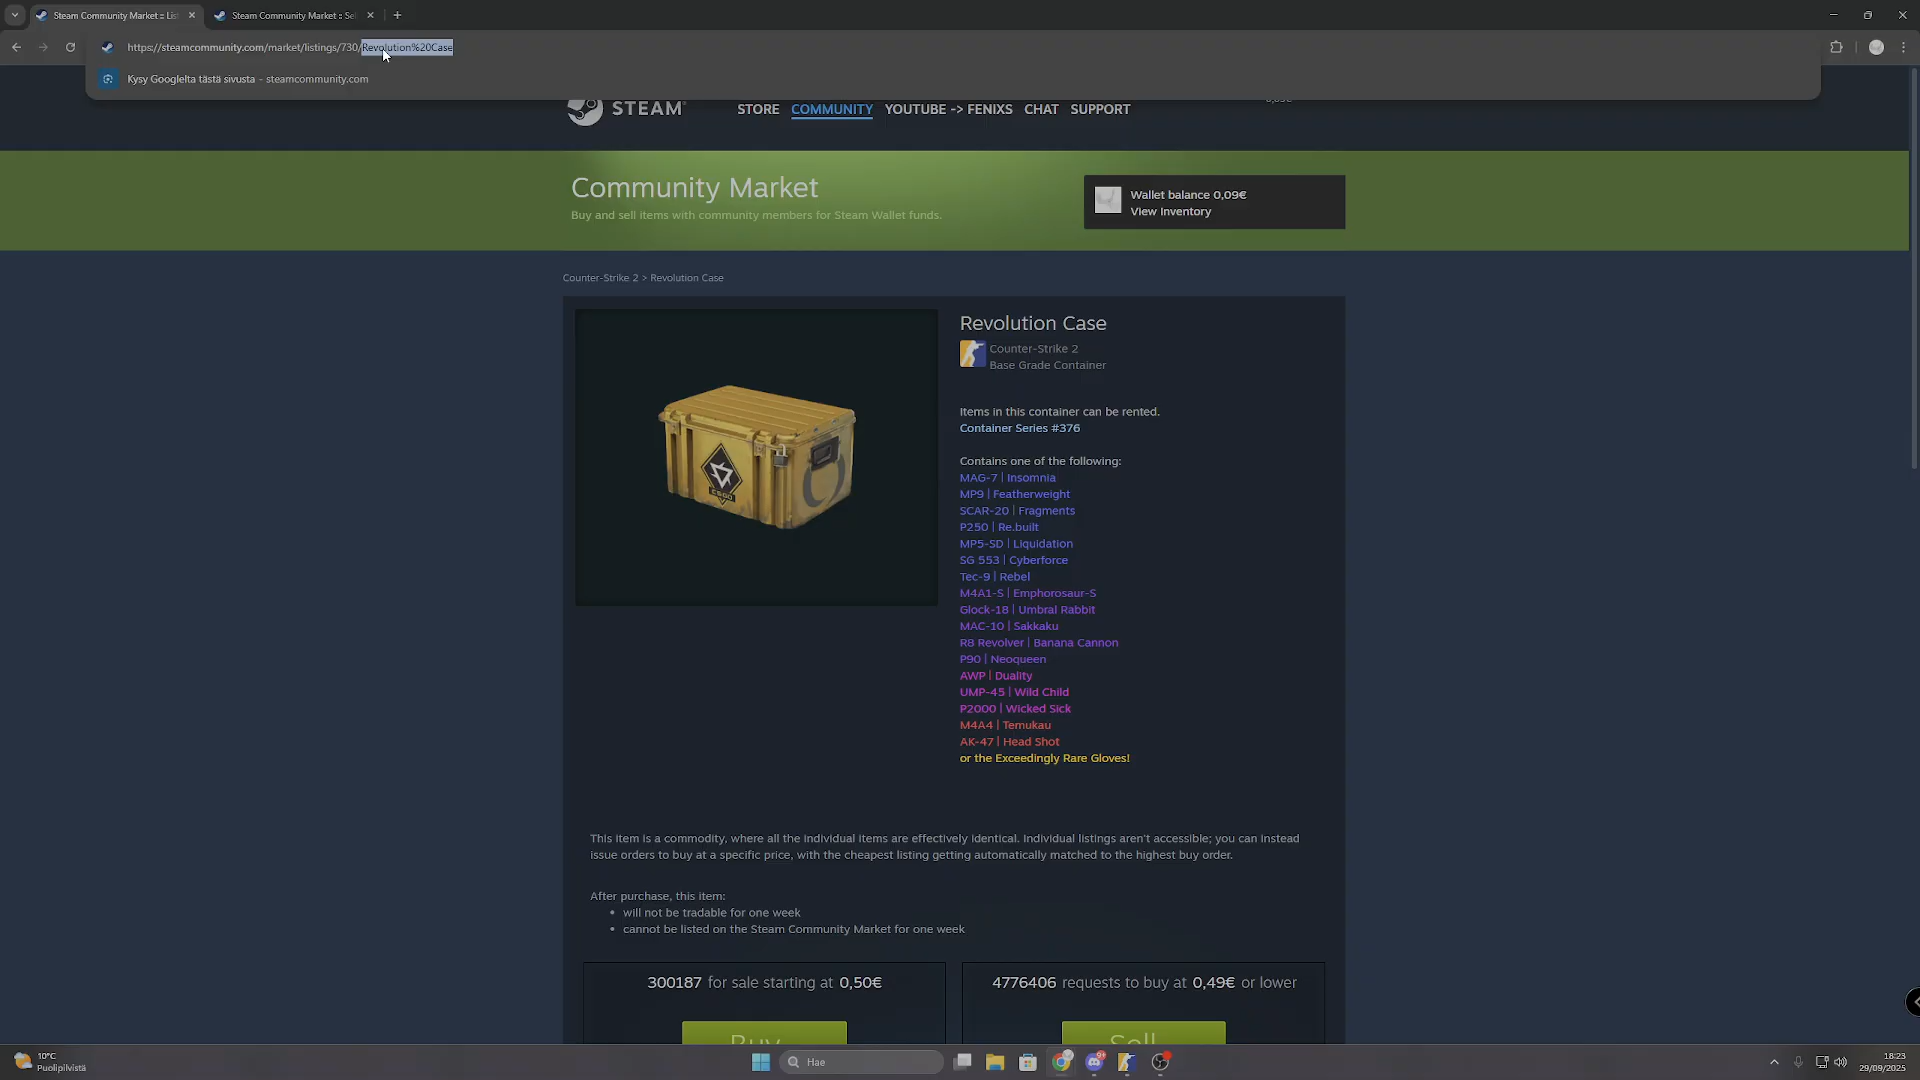 Steam Community Market :: Lis
Steam Community Market :: Sel
https://steamcommunity.com/market/listings/730/Revolution%20Case
Kysy Googlelta tästä sivusta - steamcommunity.com
STEAM
STORE COMMUNITY YOUTUBE -> FENIXS CHAT SUPPORT
Community Market
Buy and sell items with community members for Steam Wallet funds.
Wallet balance 0,09€
View Inventory
Counter-Strike 2 > Revolution Case
Revolution Case
Counter-Strike 2
Base Grade Container
Items in this container can be rented.
Container Series #376
Contains one of the following:
MAG-7 | Insomnia
MP9 | Featherweight
SCAR-20 | Fragments
P250 | Re.built
MP5-SD | Liquidation
SG 553 | Cyberforce
Tec-9 | Rebel
M4A1-S | Emphorosaur-S
Glock-18 | Umbral Rabbit
MAC-10 | Sakkaku
R8 Revolver | Banana Cannon
P90 | Neoqueen
AWP | Duality
UMP-45 | Wild Child
P2000 | Wicked Sick
M4A4 | Temukau
AK-47 | Head Shot
or the Exceedingly Rare Gloves!
CSGO
This item is a commodity, where all the individual items are effectively identical. Individual listings aren't accessible; you can instead
issue orders to buy at a specific price, with the cheapest listing getting automatically matched to the highest buy order.
After purchase, this item:
• will not be tradable for one week
• cannot be listed on the Steam Community Market for one week
300187 for sale starting at 0,50€
4776406 requests to buy at 0,49€ or lower
Buy
Sell
10°C
Puolipilvistä
Hae
18:23
29/09/2025